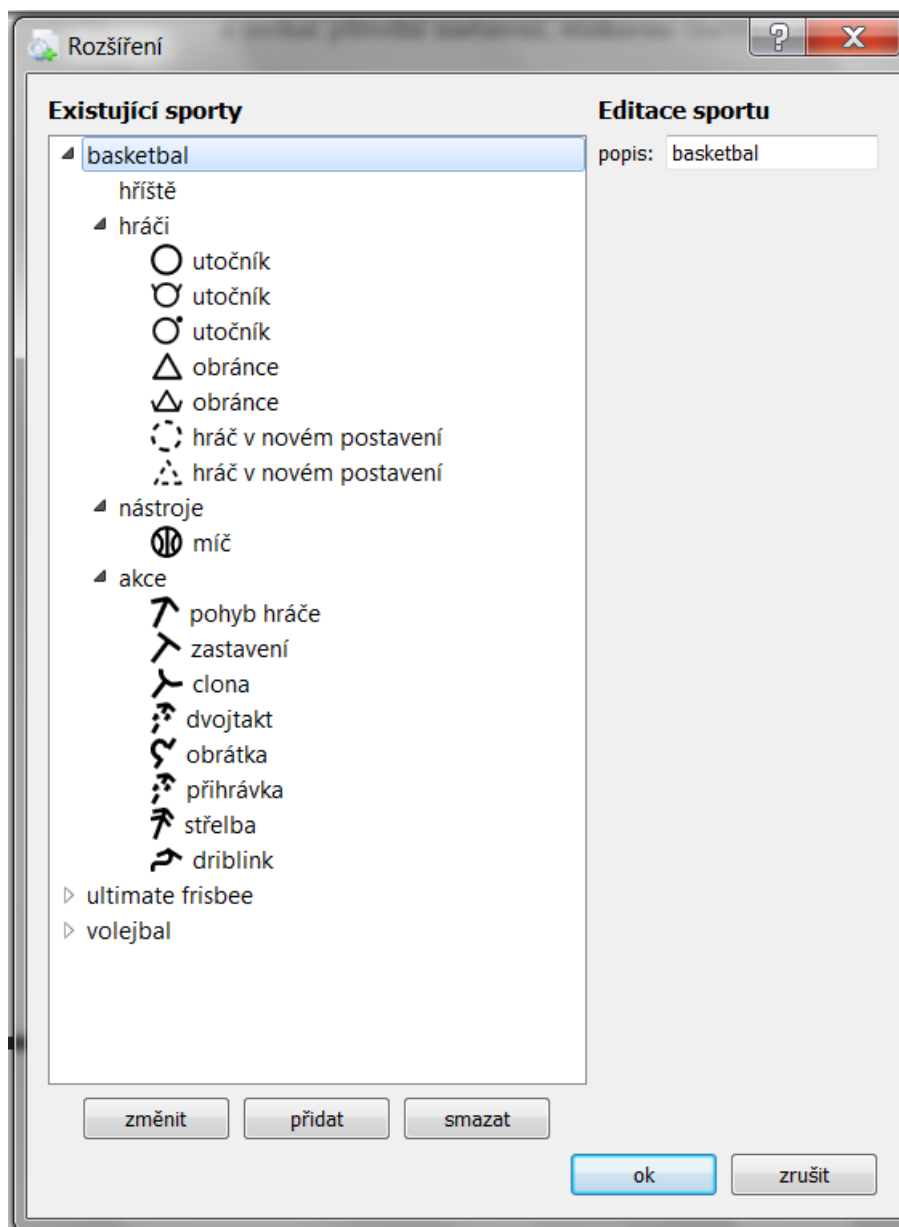 Rozšíření
Existující sporty
Editace sportu
basketbal
popis: basketbal
hříště
hráči
utočník
utočník
utočník
obránce
obránce
hráč v novém postavení
hráč v novém postavení
nástroje
míč
akce
pohyb hráče
zastavení
clona
dvojtakt
obrátka
přihrávka
střelba
driblink
ultimate frisbee
volejbal
změnit přidat smazat
ok zrušit